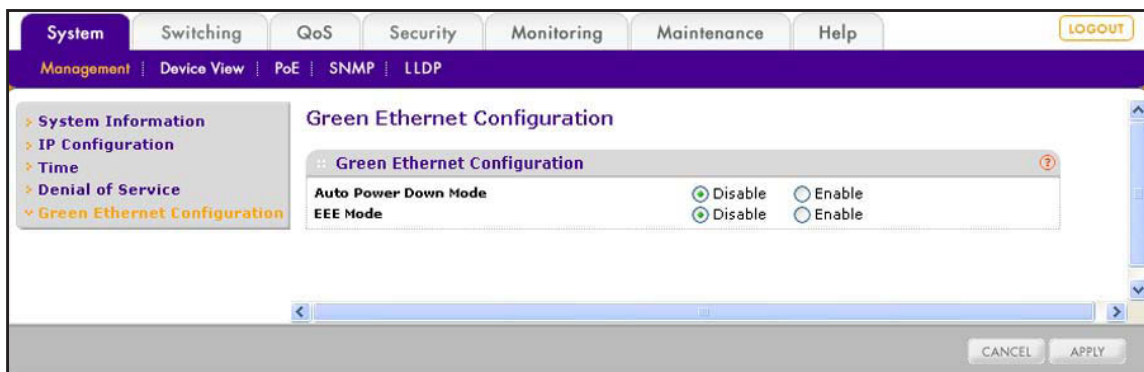 System Switching QoS Security Monitoring Maintenance Help LOGOUT
Management | Device View | PoE | SNMP | LLDP
System Information
IP Configuration
Time
Denial of Service
Green Ethernet Configuration
Green Ethernet Configuration
Green Ethernet Configuration ?
Auto Power Down Mode Disable Enable
EEE Mode Disable Enable
CANCEL APPLY